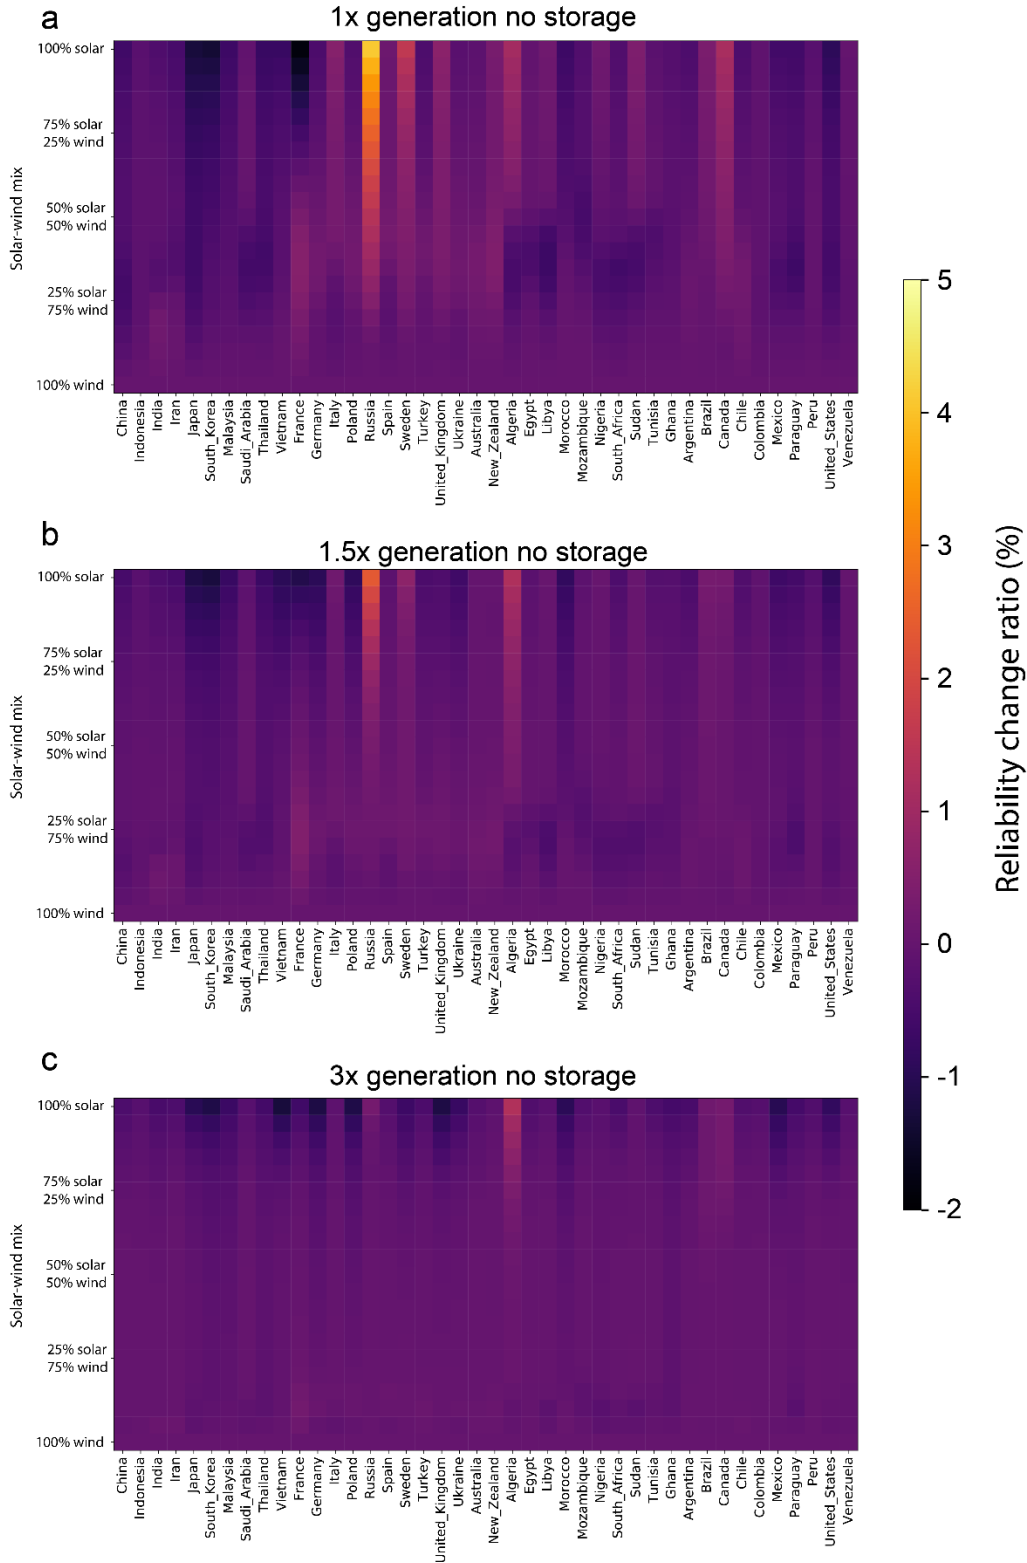 a
1x generation no storage
100% solar
75% solar
25% wind
50% solar
50% wind
25% solar
75% wind
100% wind
Solar-wind mix
China
Indonesia
India
Iran
Japan
South_Korea
Malaysia
Saudi_Arabia
Thailand
Vietnam
France
Germany
Italy
Poland
Russia
Spain
Sweden
Turkey
United_Kingdom
Ukraine
Australia
New_Zealand
Algeria
Egypt
Libya
Morocco
Mozambique
Nigeria
South_Africa
Sudan
Tunisia
Ghana
Argentina
Brazil
Canada
Chile
Colombia
Mexico
Paraguay
Peru
United_States
Venezuela
b
1.5x generation no storage
100% solar
75% solar
25% wind
50% solar
50% wind
25% solar
75% wind
100% wind
Solar-wind mix
China
Indonesia
India
Iran
Japan
South_Korea
Malaysia
Saudi_Arabia
Thailand
Vietnam
France
Germany
Italy
Poland
Russia
Spain
Sweden
Turkey
United_Kingdom
Ukraine
Australia
New_Zealand
Algeria
Egypt
Libya
Morocco
Mozambique
Nigeria
South_Africa
Sudan
Tunisia
Ghana
Argentina
Brazil
Canada
Chile
Colombia
Mexico
Paraguay
Peru
United_States
Venezuela
c
3x generation no storage
100% solar
75% solar
25% wind
50% solar
50% wind
25% solar
75% wind
100% wind
Solar-wind mix
China
Indonesia
India
Iran
Japan
South_Korea
Malaysia
Saudi_Arabia
Thailand
Vietnam
France
Germany
Italy
Poland
Russia
Spain
Sweden
Turkey
United_Kingdom
Ukraine
Australia
New_Zealand
Algeria
Egypt
Libya
Morocco
Mozambique
Nigeria
South_Africa
Sudan
Tunisia
Ghana
Argentina
Brazil
Canada
Chile
Colombia
Mexico
Paraguay
Peru
United_States
Venezuela
5
4
3
2
1
0
-1
-2
Reliability change ratio (%)